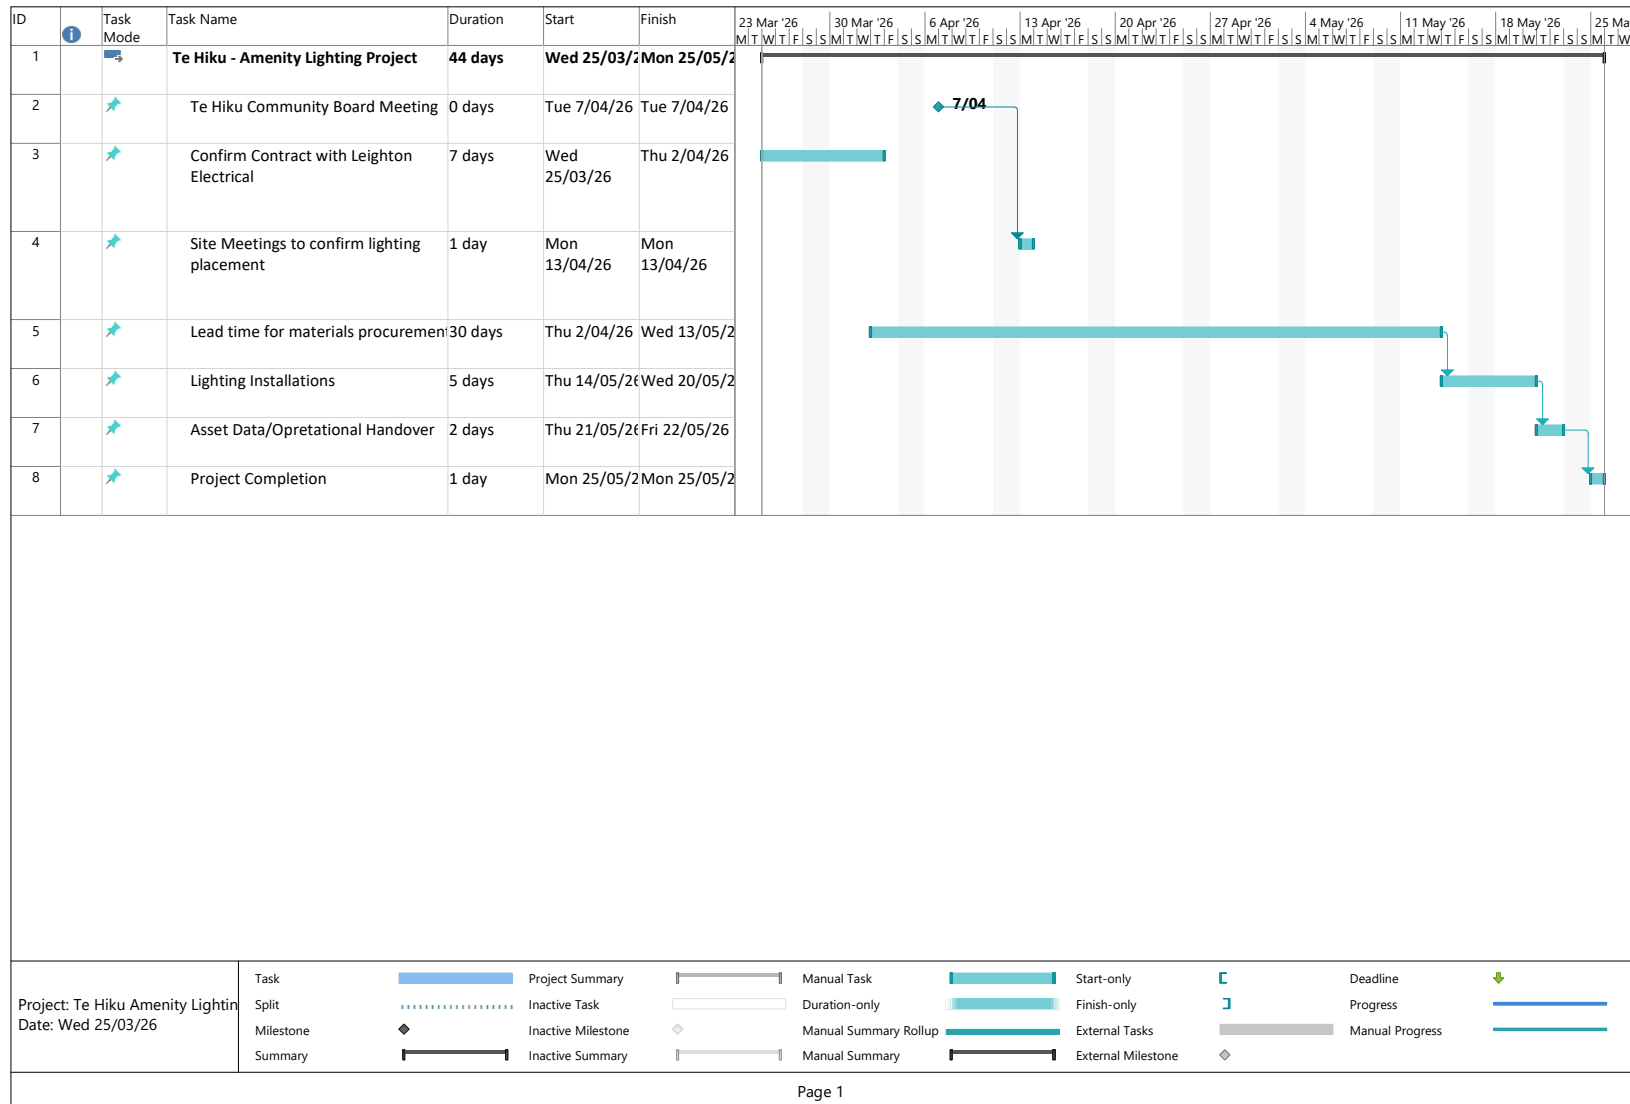 ID Task Mode Task Name Duration Start Finish 23 Mar '26 30 Mar '26 6 Apr '26 13 Apr '26 20 Apr '26 27 Apr '26 4 May '26 11 May '26 18 May '26 25 Ma
M T W T F S S M T W T F S S M T W T F S S M T W T F S S M T W T F S S M T W T F S S M T W T F S S M T W T F S S M T W T F S S M T W
1 Te Hiku - Amenity Lighting Project 44 days Wed 25/03/2 Mon 25/05/2
2 Te Hiku Community Board Meeting 0 days Tue 7/04/26 Tue 7/04/26 7/04
3 Confirm Contract with Leighton 7 days Wed Thu 2/04/26
Electrical 25/03/26
4 Site Meetings to confirm lighting 1 day Mon Mon
placement 13/04/26 13/04/26
5 Lead time for materials procurement 30 days Thu 2/04/26 Wed 13/05/2
6 Lighting Installations 5 days Thu 14/05/26 Wed 20/05/2
7 Asset Data/Opretational Handover 2 days Thu 21/05/26 Fri 22/05/26
8 Project Completion 1 day Mon 25/05/2 Mon 25/05/2
Project: Te Hiku Amenity Lightin
Date: Wed 25/03/26
Task Project Summary Manual Task Start-only Deadline
Split Inactive Task Duration-only Finish-only Progress
Milestone Inactive Milestone Manual Summary Rollup External Tasks Manual Progress
Summary Inactive Summary Manual Summary External Milestone
Page 1